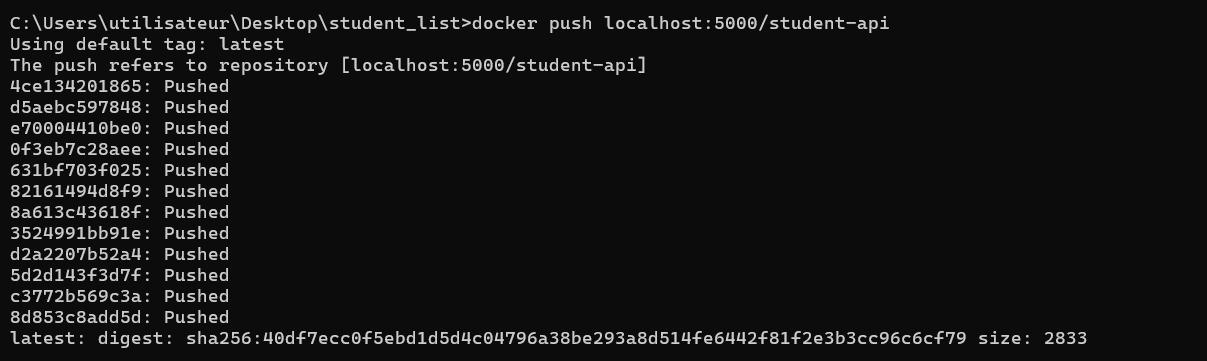 C:\Users\utilisateur\Desktop\student_list>docker push localhost:5000/student-api
Using default tag: latest
The push refers to repository [localhost:5000/student-api]
4ce134201865: Pushed
d5aebc597848: Pushed
e70004410be0: Pushed
0f3eb7c28aee: Pushed
631bf703f025: Pushed
82161494d8f9: Pushed
8a613c43618f: Pushed
3524991bb91e: Pushed
d2a2207b52a4: Pushed
5d2d143f3d7f: Pushed
c3772b569c3a: Pushed
8d853c8add5d: Pushed
latest: digest: sha256:40df7ecc0f5ebd1d5d4c04796a38be293a8d514fe6442f81f2e3b3cc96c6cf79 size: 2833